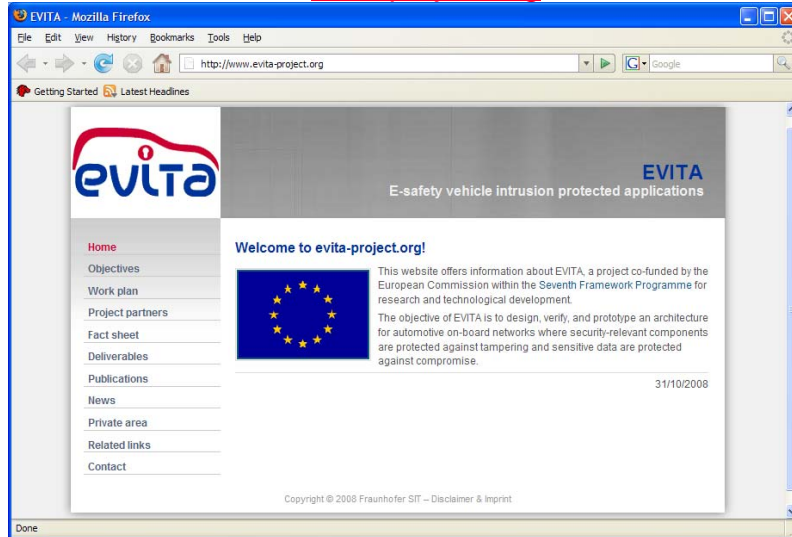 EVITA - Mozilla Firefox
File Edit View History Bookmarks Tools Help
http://www.evita-project.org
G Google
Getting Started Latest Headlines
evita
EVITA
E-safety vehicle intrusion protected applications
Home
Objectives
Work plan
Project partners
Fact sheet
Deliverables
Publications
News
Private area
Related links
Contact
Welcome to evita-project.org!
This website offers information about EVITA, a project co-funded by the
European Commission within the Seventh Framework Programme for
research and technological development.
The objective of EVITA is to design, verify, and prototype an architecture
for automotive on-board networks where security-relevant components
are protected against tampering and sensitive data are protected
against compromise.
31/10/2008
Copyright © 2008 Fraunhofer SIT – Disclaimer & Imprint
Done